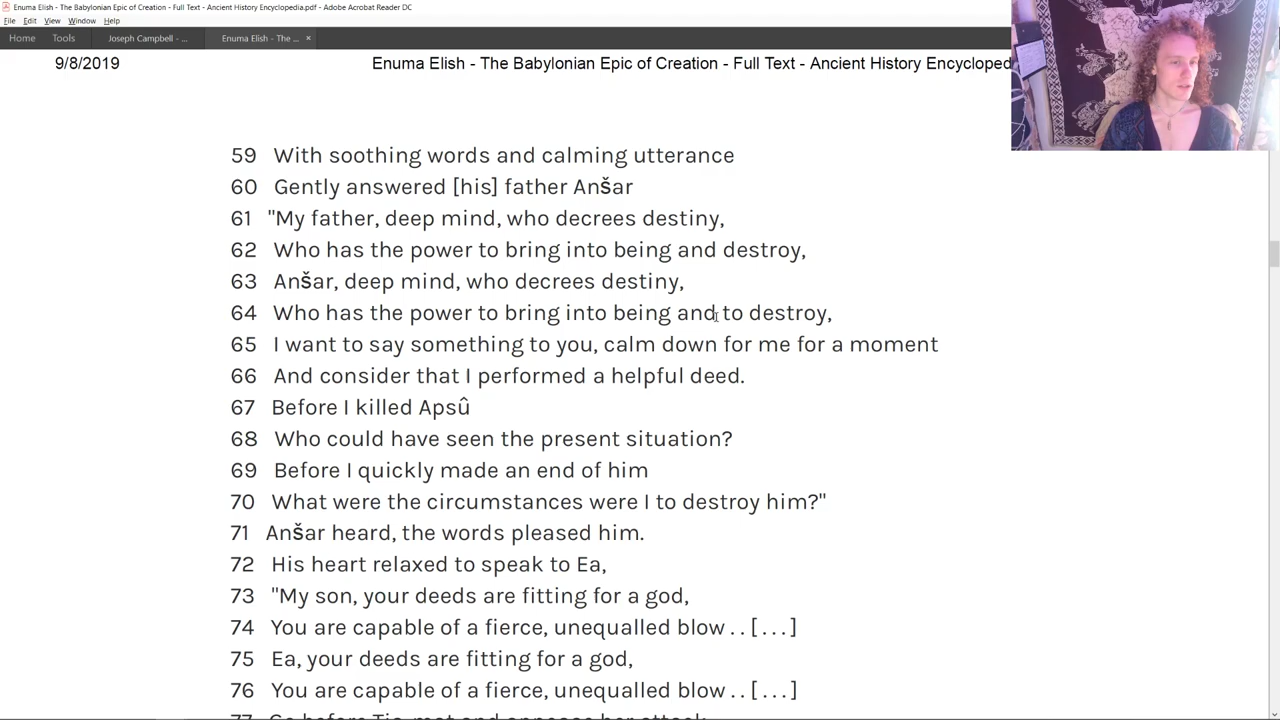 Enuma Elish - The Babylonian Epic of Creation - Full Text - Ancient History Encyclopedia.pdf - Adobe Acrobat Reader DC
File Edit View Window Help
Home Tools Joseph Campbell - ... Enuma Elish - The ... ×
9/8/2019 Enuma Elish - The Babylonian Epic of Creation - Full Text - Ancient History Encycloped
59 With soothing words and calming utterance
60 Gently answered [his] father Anšar
61 "My father, deep mind, who decrees destiny,
62 Who has the power to bring into being and destroy,
63 Anšar, deep mind, who decrees destiny,
64 Who has the power to bring into being and to destroy,
65 I want to say something to you, calm down for me for a moment
66 And consider that I performed a helpful deed.
67 Before I killed Apsû
68 Who could have seen the present situation?
69 Before I quickly made an end of him
70 What were the circumstances were I to destroy him?"
71 Anšar heard, the words pleased him.
72 His heart relaxed to speak to Ea,
73 "My son, your deeds are fitting for a god,
74 You are capable of a fierce, unequalled blow . . [ . . . ]
75 Ea, your deeds are fitting for a god,
76 You are capable of a fierce, unequalled blow . . [ . . . ]